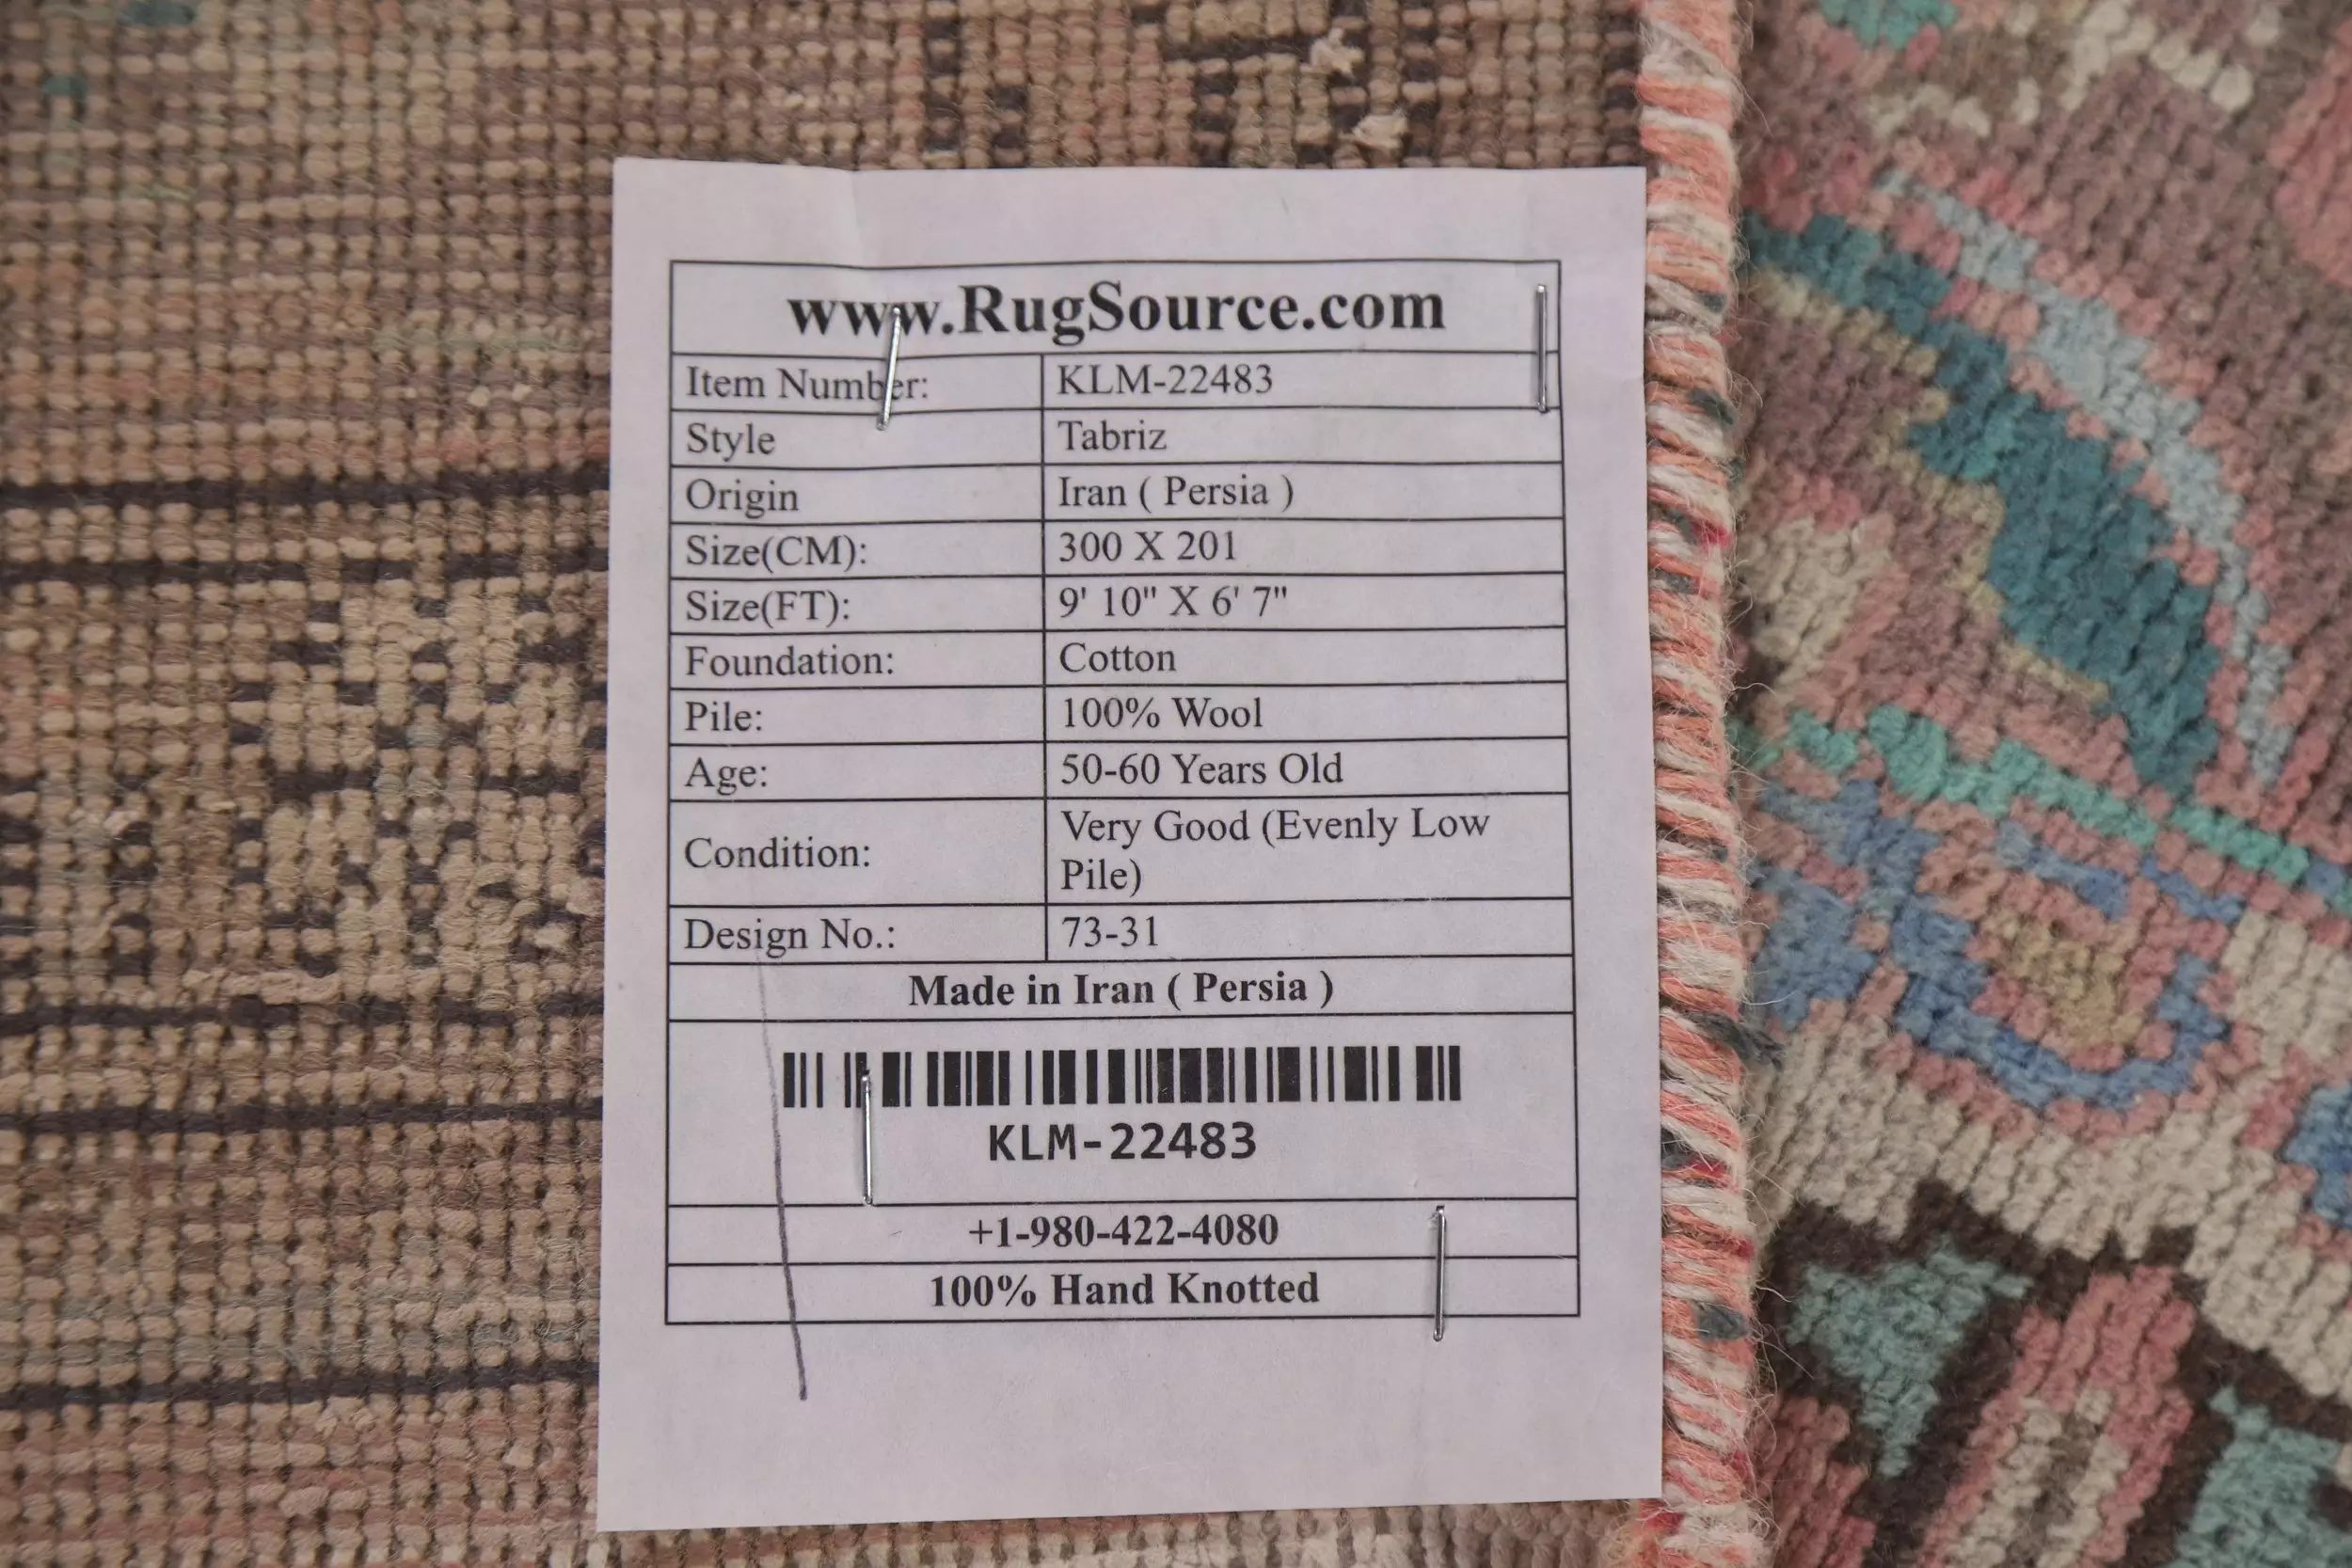 www.RugSource.com
Item Number: KLM-22483
Style Tabriz
Origin Iran ( Persia )
Size(CM): 300 X 201
Size(FT): 9' 10" X 6' 7"
Foundation: Cotton
Pile: 100% Wool
Age: 50-60 Years Old
Condition: Very Good (Evenly Low
Pile)
Design No.: 73-31
Made in Iran ( Persia )
KLM-22483
+1-980-422-4080
100% Hand Knotted